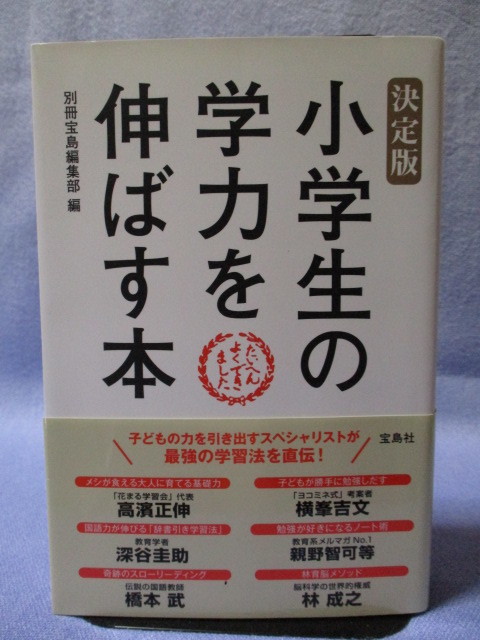 決定版
小学生の
学力を
伸ばす本
別冊宝島編集部 編
たいへん
よくでき
ました
子どもの力を引き出すスペシャリストが
最強の学習法を直伝！
宝島社
メシが食える大人に育てる基礎力
「花まる学習会」代表
高濱正伸
子どもが勝手に勉強しだす
「ヨコミネ式」考案者
横峯吉文
国語力が伸びる「辞書引き学習法」
教育学者
深谷圭助
勉強が好きになるノート術
教育系メルマガNo.1
親野智可等
奇跡のスローリーディング
伝説の国語教師
橋本 武
林育脳メソッド
脳科学の世界的権威
林 成之